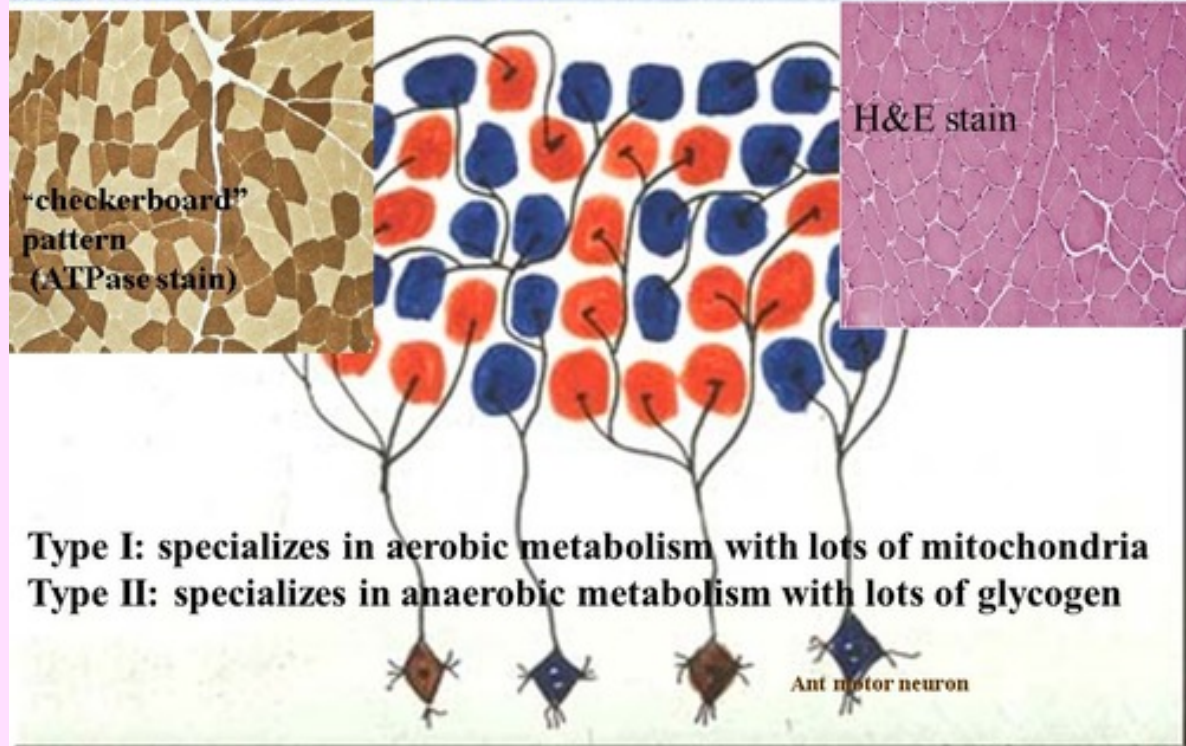 "checkerboard"
pattern
(ATPase stain)
H&E stain
Type I: specializes in aerobic metabolism with lots of mitochondria
Type II: specializes in anaerobic metabolism with lots of glycogen
Ant motor neuron